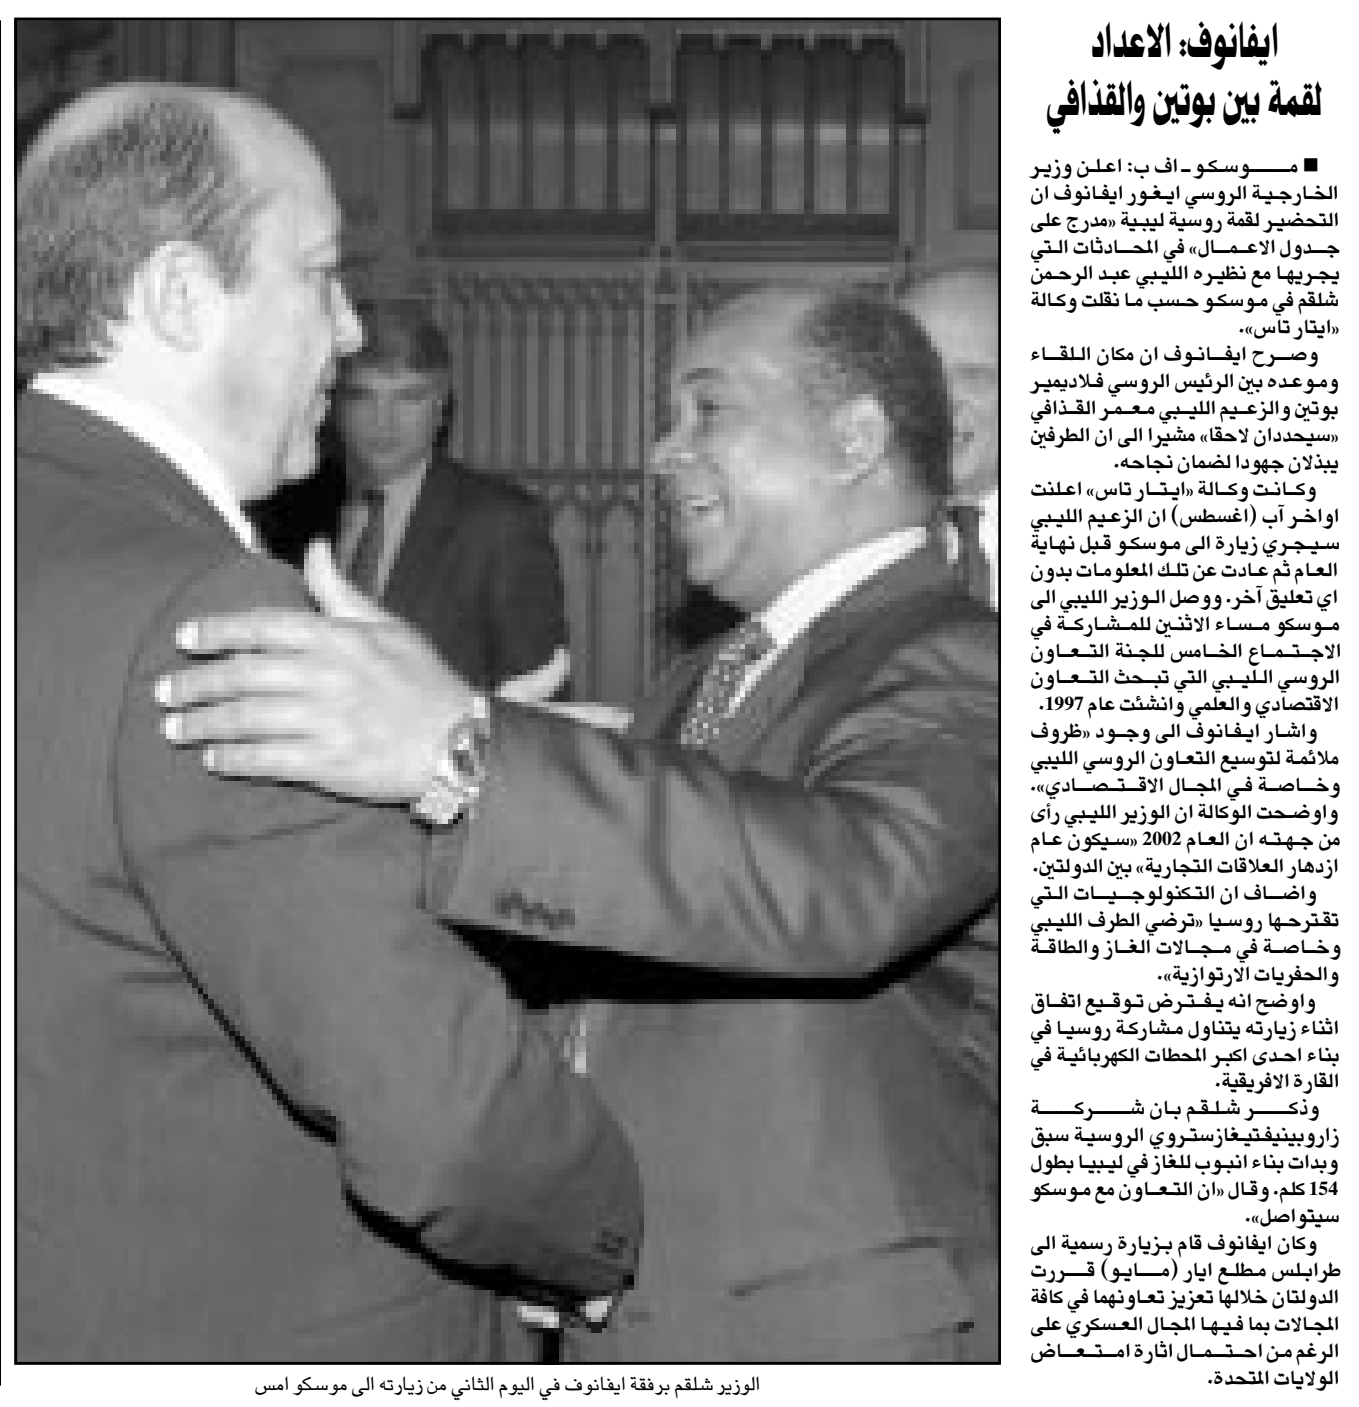 ايفانوف: الاعداد
لقمة بين بوتين والقذافي
■ موسكو ـ اف ب: اعلن وزير
الخارجية الروسي ايغور ايفانوف ان
التحضير لقمة روسية ليبية «مدرج على
جدول الاعمال» في المحادثات التي
يجريها مع نظيره الليبي عبد الرحمن
شلقم في موسكو حسب ما نقلت وكالة
«ايتار تاس».
وصرح ايفانوف ان مكان اللقاء
وموعده بين الرئيس الروسي فلاديمير
بوتين والزعيم الليبي معمر القذافي
«سيحددان لاحقا» مشيرا الى ان الطرفين
يبذلان جهودا لضمان نجاحه.
وكانت وكالة «ايتار تاس» اعلنت
اواخر آب (اغسطس) ان الزعيم الليبي
سيجري زيارة الى موسكو قبل نهاية
العام ثم عادت عن تلك المعلومات بدون
اي تعليق آخر. ووصل الوزير الليبي الى
موسكو مساء الاثنين للمشاركة في
الاجتماع الخامس للجنة التعاون
الروسي الليبي التي تبحث التعاون
الاقتصادي والعلمي وانشئت عام 1997.
واشار ايفانوف الى وجود «ظروف
ملائمة لتوسيع التعاون الروسي الليبي
وخاصة في المجال الاقتصادي».
واوضحت الوكالة ان الوزير الليبي رأى
من جهته ان العام 2002 «سيكون عام
ازدهار العلاقات التجارية» بين الدولتين.
واضاف ان التكنولوجيات التي
تقترحها روسيا «ترضي الطرف الليبي
وخاصة في مجالات الغاز والطاقة
والحفريات الارتوازية».
واوضح انه يفترض توقيع اتفاق
اثناء زيارته يتناول مشاركة روسيا في
بناء احدى اكبر المحطات الكهربائية في
القارة الافريقية.
وذكر شلقم بان شركة
زاروبينيفتيغازستروي الروسية سبق
وبدات بناء انبوب للغاز في ليبيا بطول
154 كلم. وقال «ان التعاون مع موسكو
سيتواصل».
وكان ايفانوف قام بزيارة رسمية الى
طرابلس مطلع ايار (مايو) قررت
الدولتان خلالها تعزيز تعاونهما في كافة
المجالات بما فيها المجال العسكري على
الرغم من احتمال اثارة امتعاض
الولايات المتحدة.
الوزير شلقم برفقة ايفانوف في اليوم الثاني من زيارته الى موسكو امس